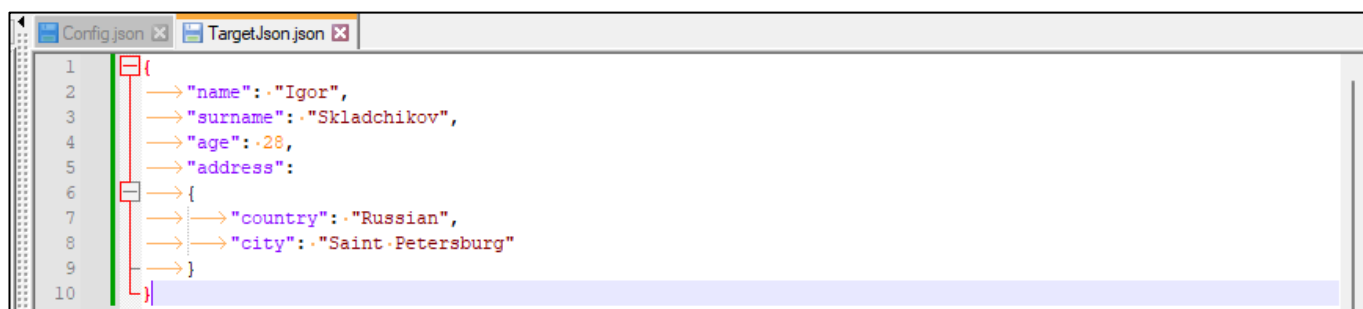 Config.json TargetJson.json
1 {
2 "name": "Igor",
3 "surname": "Skladchikov",
4 "age": 28,
5 "address":
6 {
7 "country": "Russian",
8 "city": "Saint Petersburg"
9 }
10 }